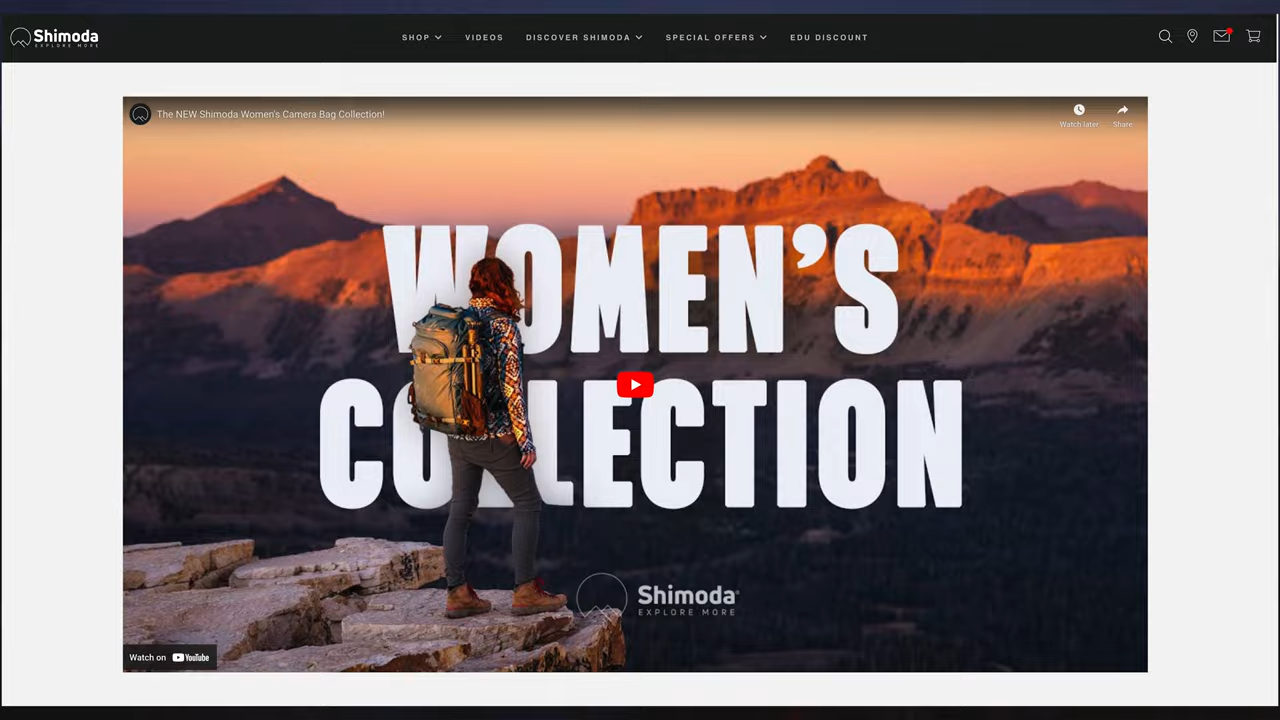 Shimoda
EXPLORE MORE
SHOP
VIDEOS
DISCOVER SHIMODA
SPECIAL OFFERS
EDU DISCOUNT
The NEW Shimoda Women's Camera Bag Collection!
Watch later
Share
WOMEN'S
COLLECTION
Shimoda
EXPLORE MORE
Watch on YouTube